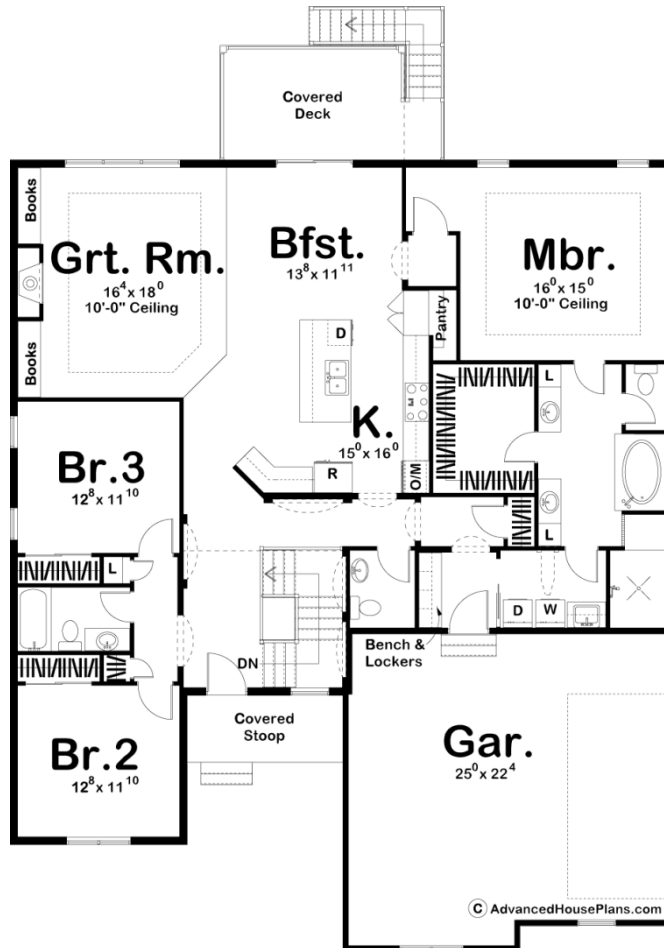 Covered
Deck
Books
Grt. Rm.
16⁴ x 18⁰
10'-0" Ceiling
Books
Bfst.
13⁸ x 11¹¹
Mbr.
16⁰ x 15⁰
10'-0" Ceiling
Pantry
D
K.
15⁰ x 16⁰
R
O/M
L
L
Br.3
12⁸ x 11¹⁰
L
DN
D
W
Bench &
Lockers
Covered
Stoop
Br.2
12⁸ x 11¹⁰
Gar.
25⁰ x 22⁴
© AdvancedHousePlans.com